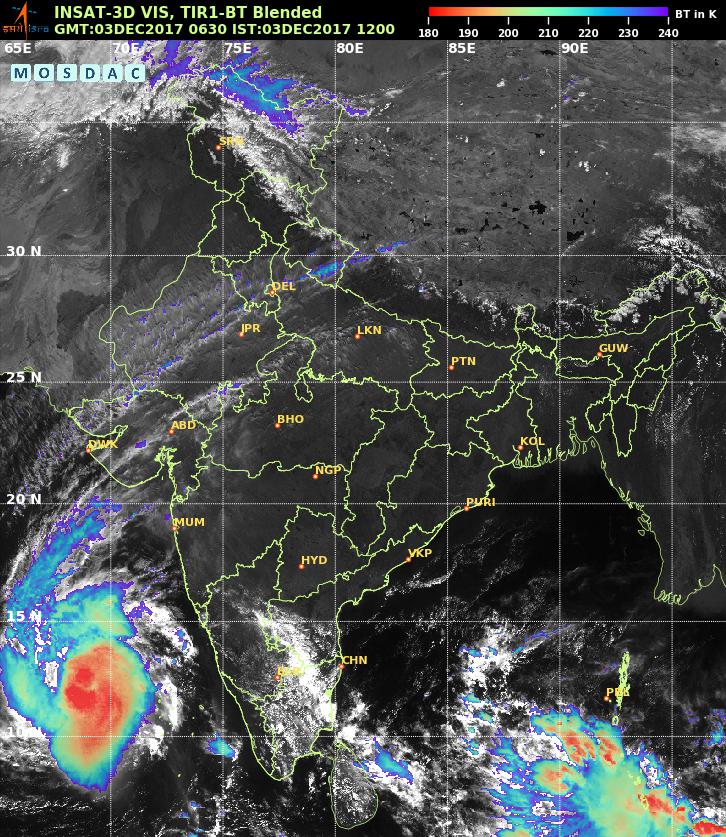 INSAT-3D VIS, TIR1-BT Blended
GMT:03DEC2017 0630 IST:03DEC2017 1200
BT in K
180 190 200 210 220 230 240
65E 70E 75E 80E 85E 90E
MOSDAC
SRN
30 N
DEL
JPR LKN
GUW
PTN
25 N
ABD BHO
DWK KOL
NGP
20 N
PURI
MUM
VKP
HYD
15 N
CHN
10 N